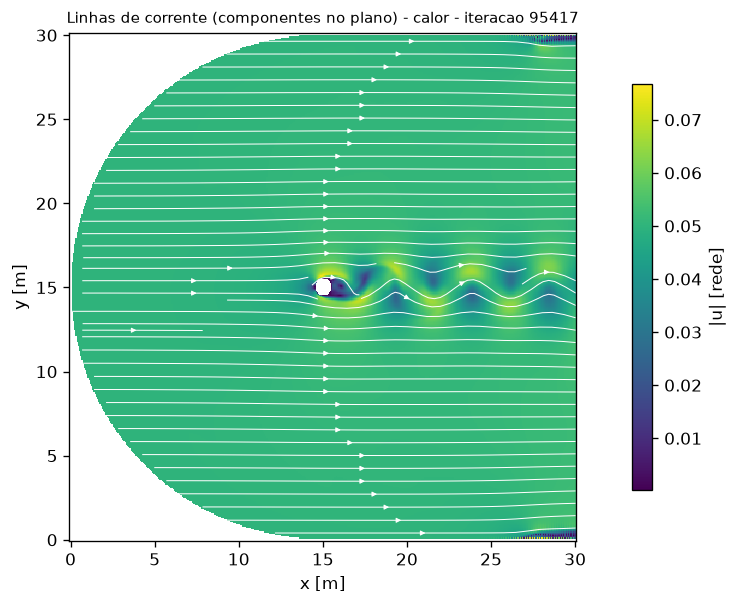 Linhas de corrente (componentes no plano) - calor - iteracao 95417
30
25
20
15
10
5
0
y [m]
0 5 10 15 20 25 30
x [m]
0.07
0.06
0.05
0.04
0.03
0.02
0.01
|u| [rede]